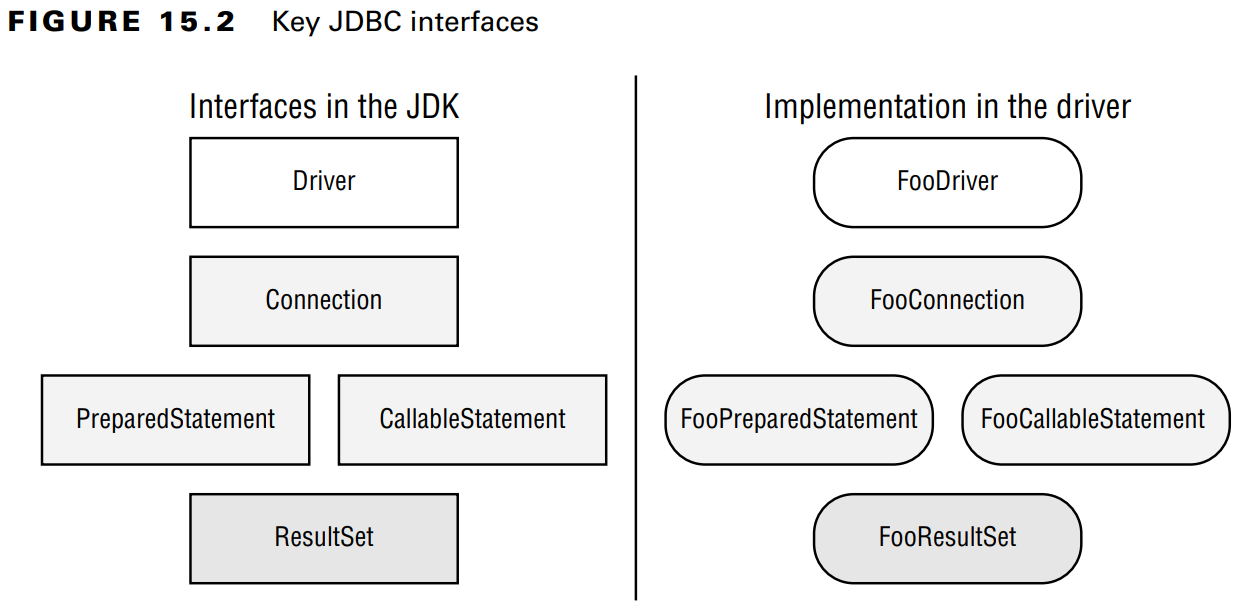 FIGURE 15.2 Key JDBC interfaces
Interfaces in the JDK
Driver
Connection
PreparedStatement CallableStatement
ResultSet
Implementation in the driver
FooDriver
FooConnection
FooPreparedStatement FooCallableStatement
FooResultSet